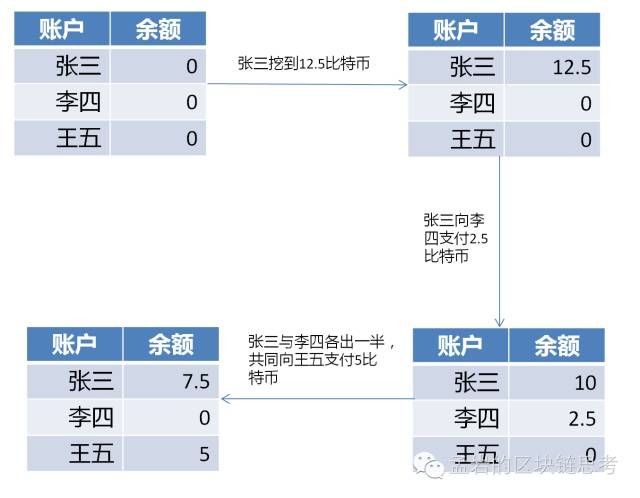 账户 余额
张三 0
李四 0
王五 0
张三挖到12.5比特币
账户 余额
张三 12.5
李四 0
王五 0
张三向李
四支付2.5
比特币
账户 余额
张三 10
李四 2.5
王五 0
张三与李四各出一半，
共同向王五支付5比
特币
账户 余额
张三 7.5
李四 0
王五 5
孟岩的区块链思考